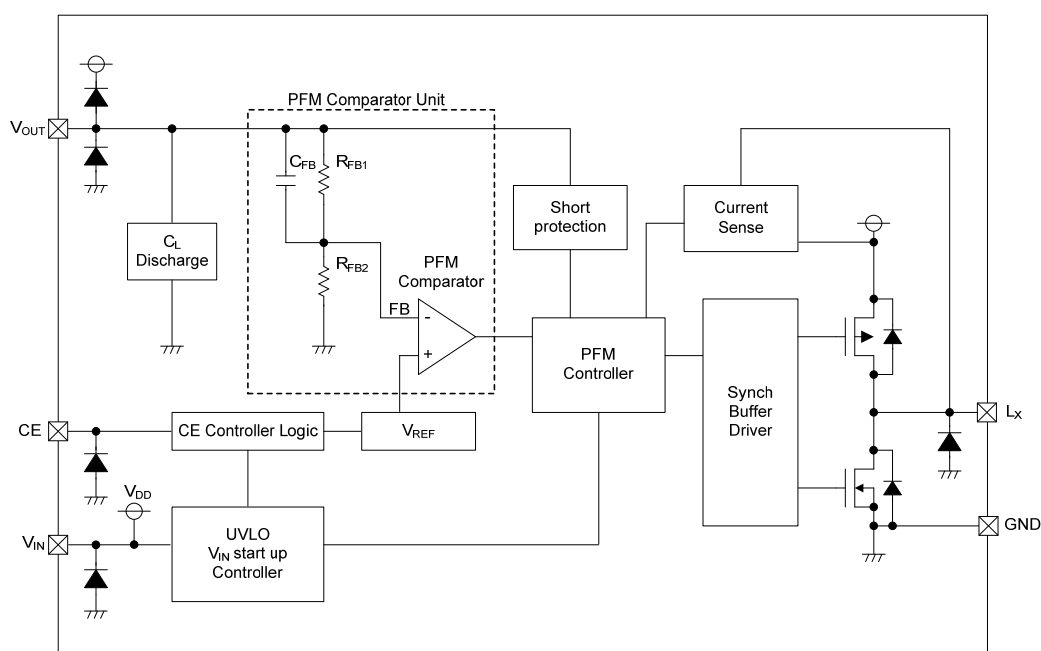 PFM Comparator Unit
VOUT
CFB
RFB1
Short
protection
Current
Sense
CL
Discharge
RFB2
PFM
Comparator
FB
-
+
PFM
Controller
Synch
Buffer
Driver
LX
CE
CE Controller Logic
VREF
VDD
VIN
UVLO
VIN start up
Controller
GND